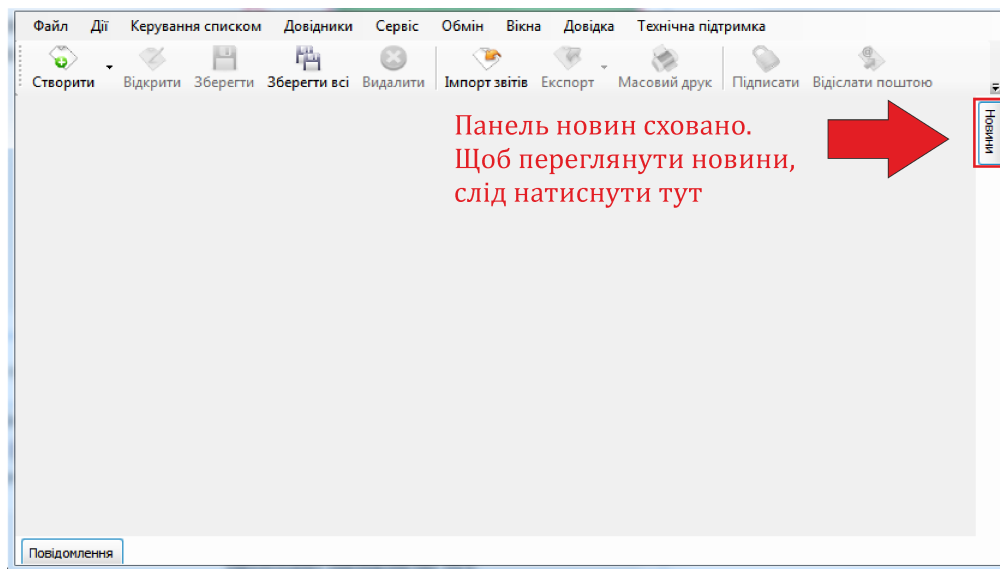 Файл Дії Керування списком Довідники Сервіс Обмін Вікна Довідка Технічна підтримка
Створити Відкрити Зберегти Зберегти всі Видалити Імпорт звітів Експорт Масовий друк Підписати Відіслати поштою
Панель новин сховано.
Щоб переглянути новини,
слід натиснути тут
Новини
Повідомлення